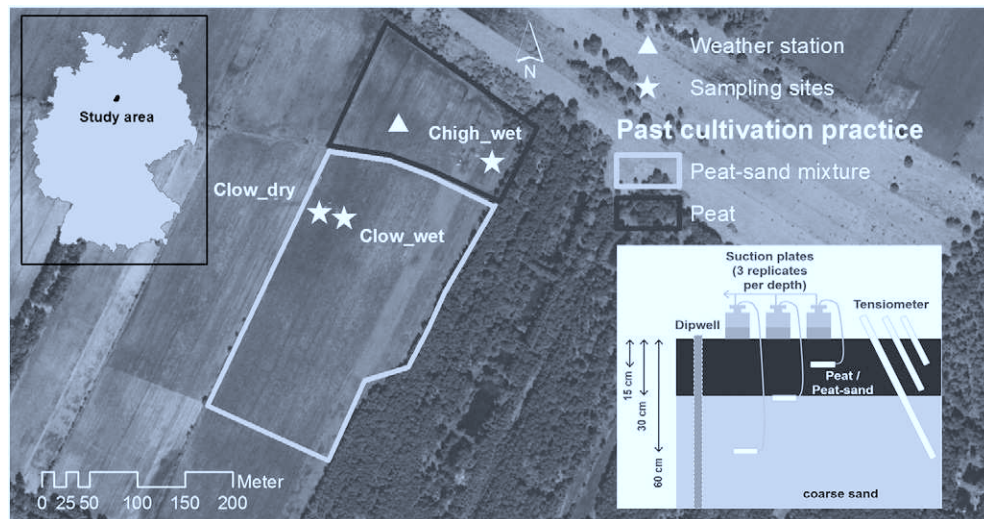 Study area
N
Weather station
Sampling sites
Past cultivation practice
Peat-sand mixture
Peat
Chigh_wet
Clow_dry
Clow_wet
Meter
0 25 50 100 150 200
Suction plates
(3 replicates
per depth)
Tensiometer
Dipwell
15 cm
30 cm
60 cm
Peat /
Peat-sand
coarse sand